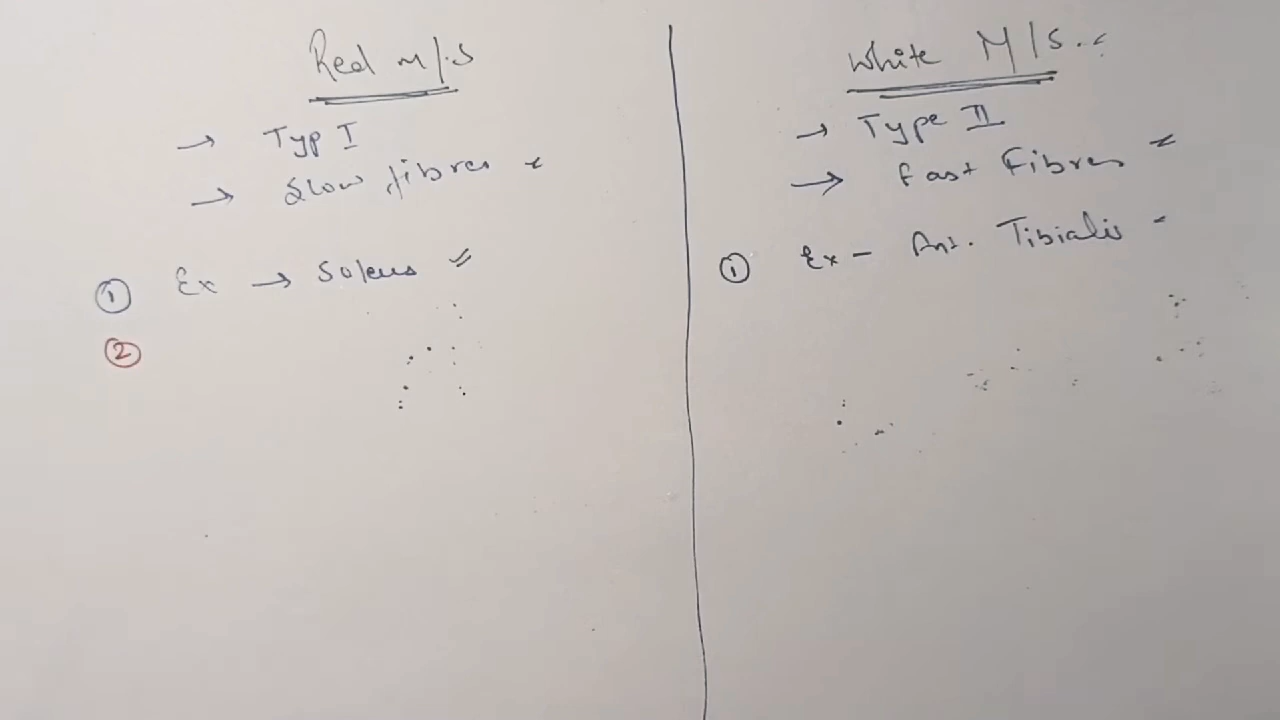 Red M/S
→ Typ I
→ Slow fibres
① Ex → Soleus
②
White M/S.
→ Type II
→ fast Fibres
① Ex - Ant. Tibialis